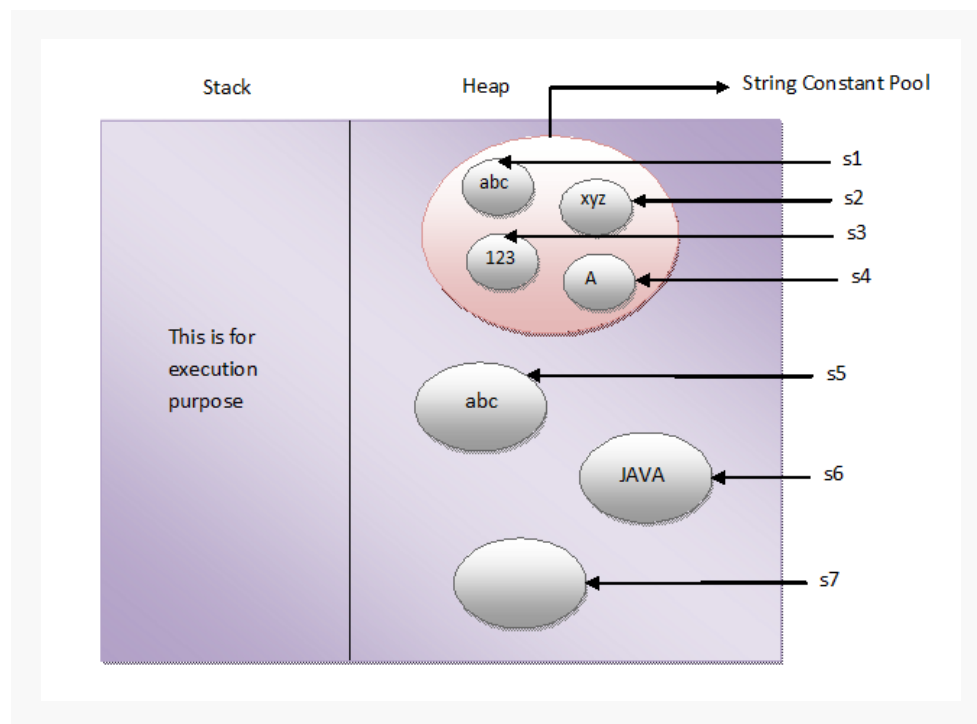 Stack
Heap
String Constant Pool
abc
s1
xyz
s2
123
s3
A
s4
This is for
execution
purpose
abc
s5
JAVA
s6
s7